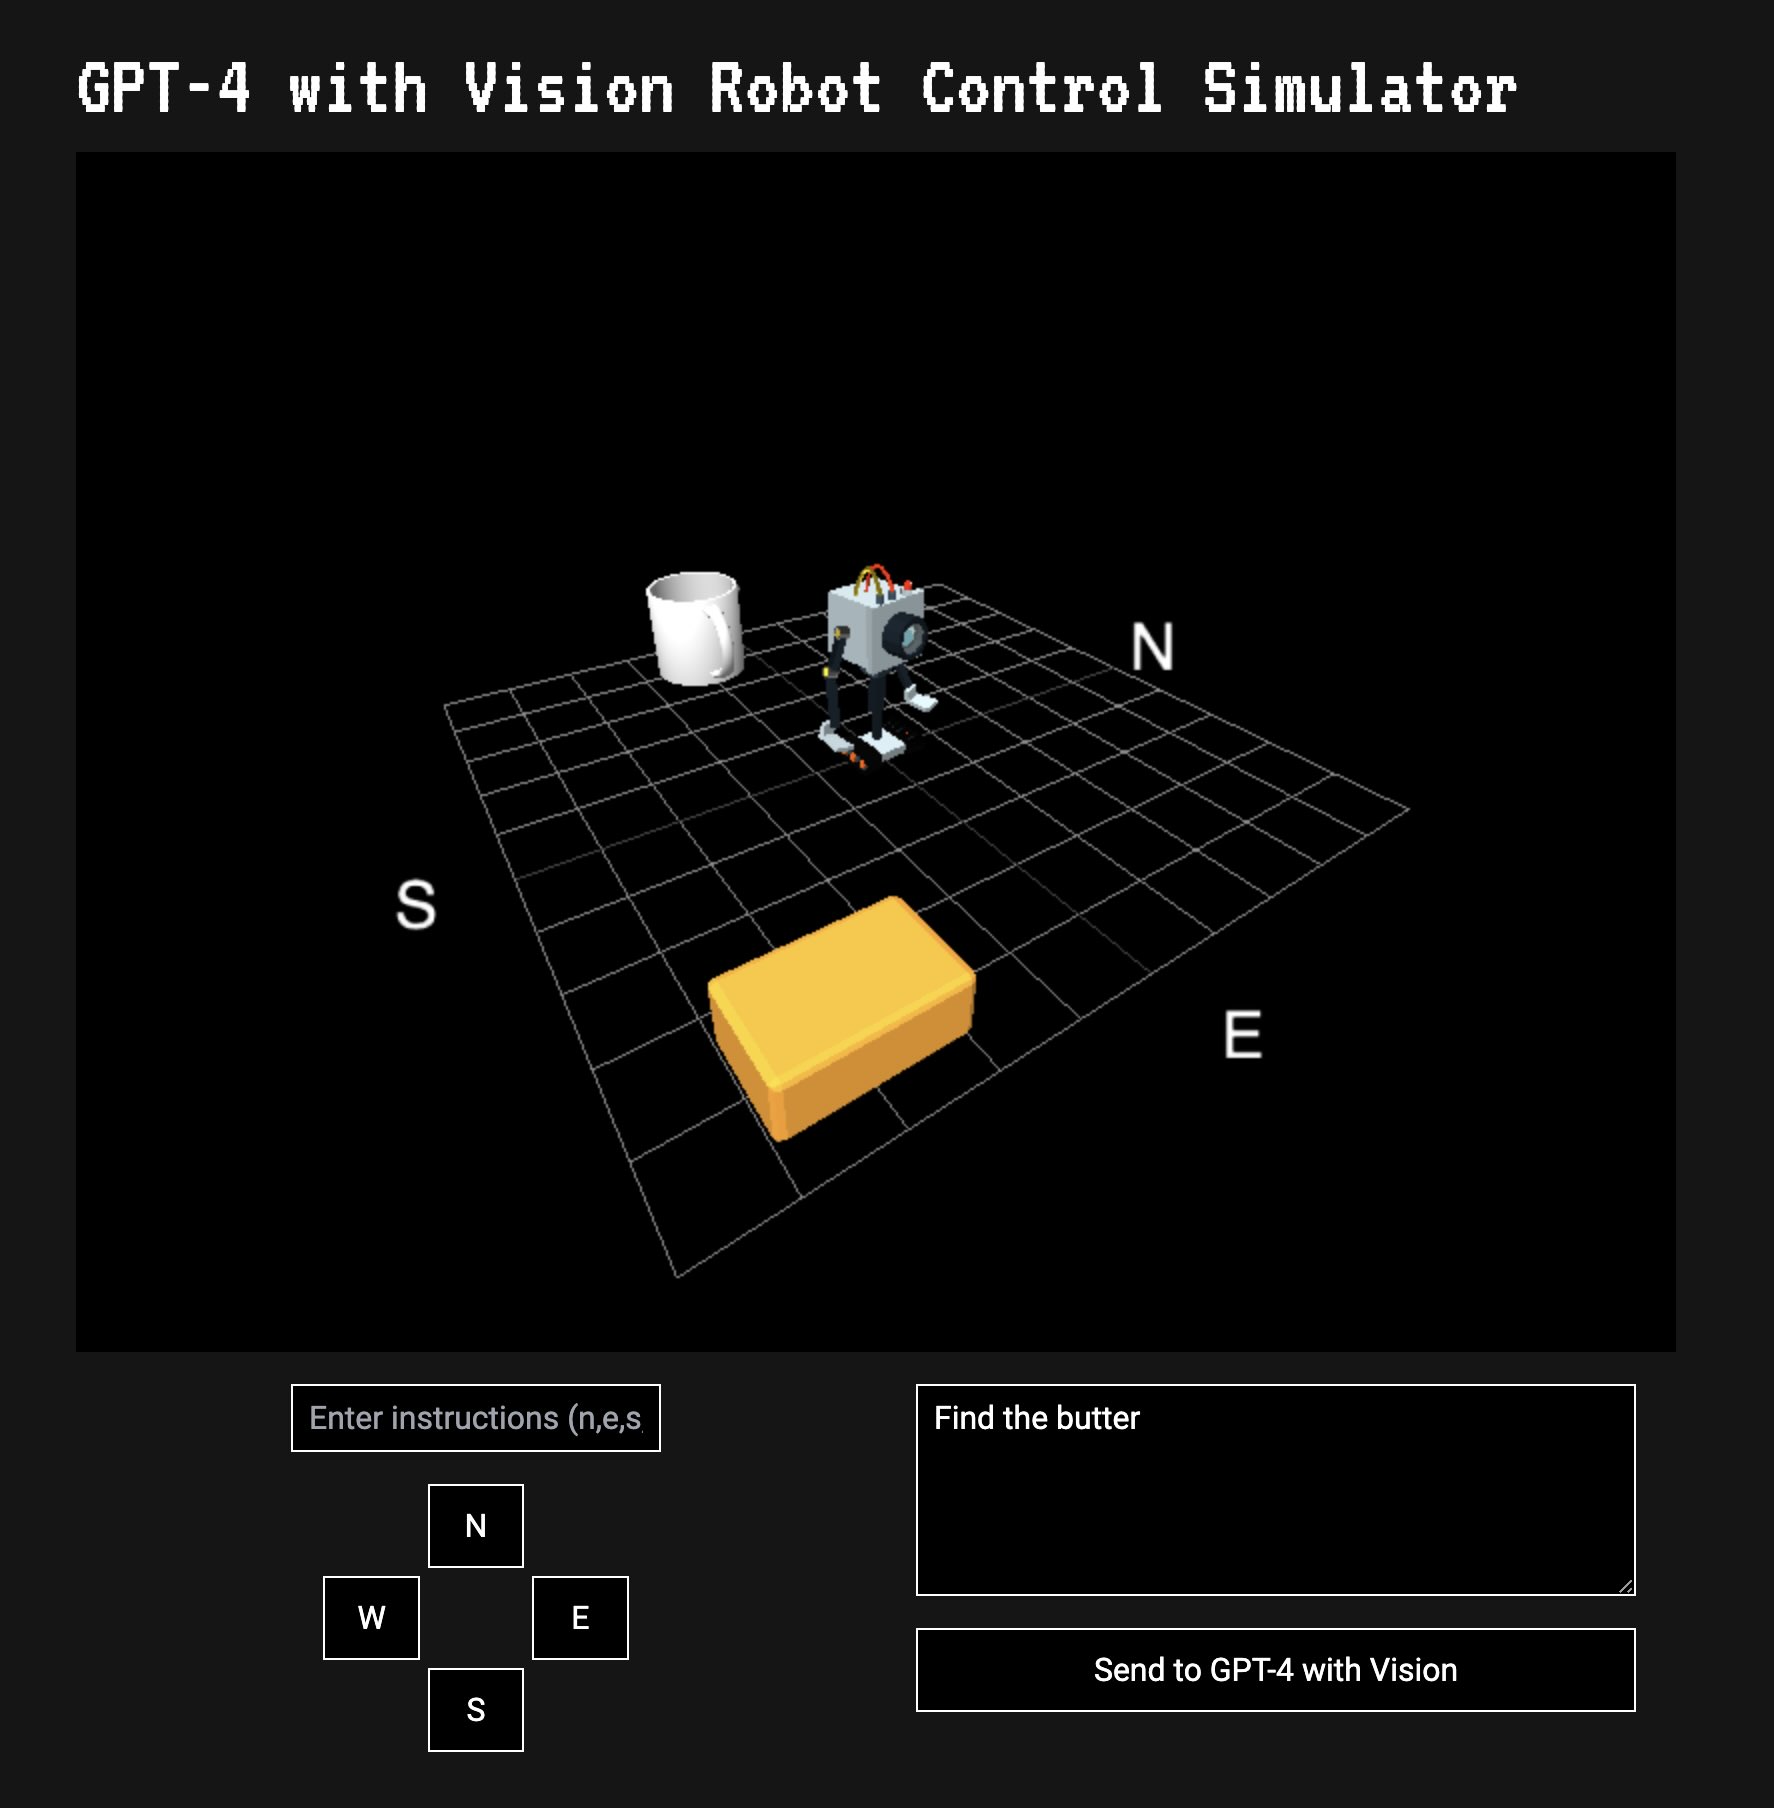 GPT-4 with Vision Robot Control Simulator
N
S
E
Enter instructions (n,e,s,
Find the butter
N
W
E
S
Send to GPT-4 with Vision